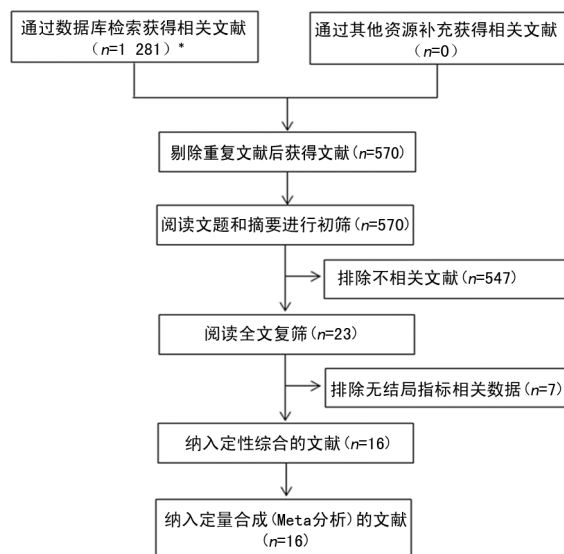 通过数据库检索获得相关文献
（n=1 281）*
通过其他资源补充获得相关文献
（n=0）
剔除重复文献后获得文献(n=570)
阅读文题和摘要进行初筛(n=570)
排除不相关文献(n=547)
阅读全文复筛(n=23)
排除无结局指标相关数据(n=7)
纳入定性综合的文献(n=16)
纳入定量合成(Meta分析)的文献
(n=16)